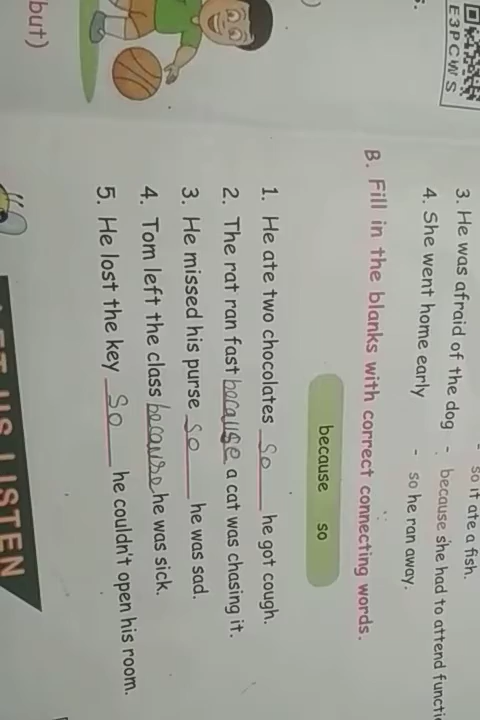 E3PCWS
so it ate a fish.
3. He was afraid of the dog - because she had to attend
4. She went home early - so he ran away.
B. Fill in the blanks with correct connecting words.
because so
1. He ate two chocolates so he got cough.
2. The rat ran fast because a cat was chasing it.
3. He missed his purse so he was sad.
4. Tom left the class because he was sick.
5. He lost the key so he couldn't open his room.
but)
US LISTEN